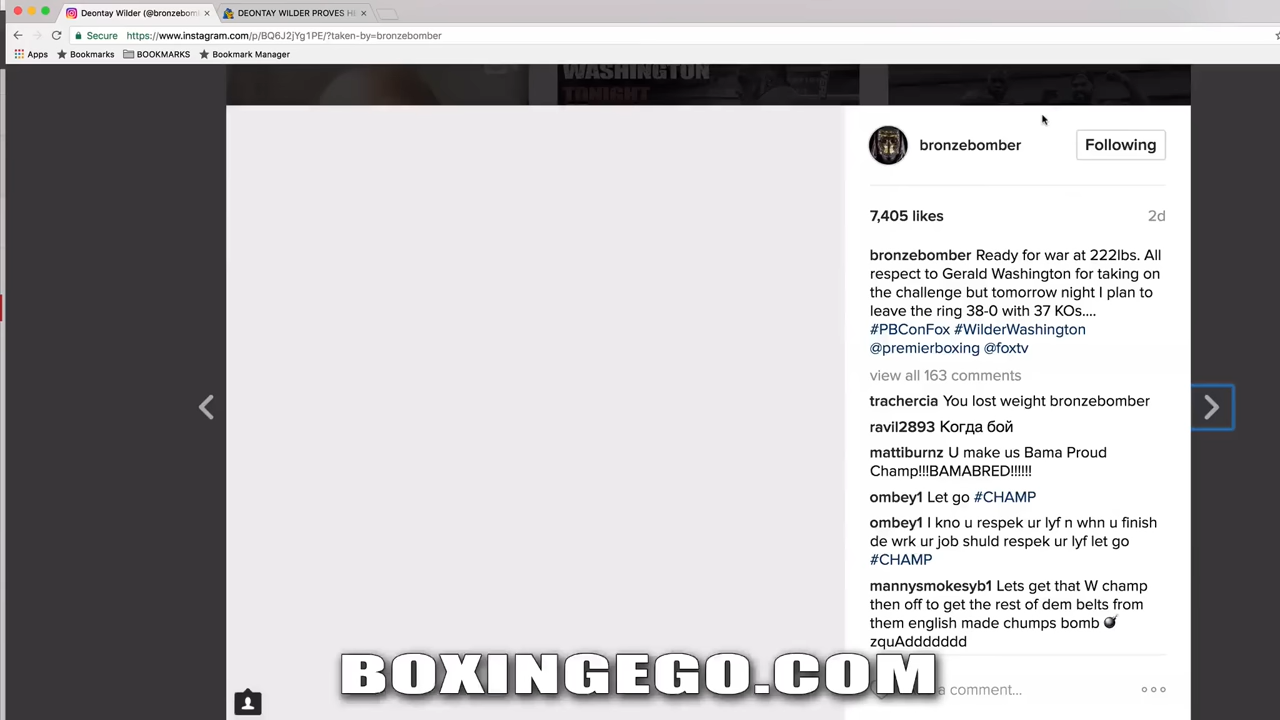 Deontay Wilder (@bronzebom
DEONTAY WILDER PROVES HI
Secure https://www.instagram.com/p/BQ6J2jYg1PE/?taken-by=bronzebomber
Apps Bookmarks BOOKMARKS Bookmark Manager
WASHINGTON
TONIGHT
bronzebomber Following
7,405 likes 2d
bronzebomber Ready for war at 222lbs. All
respect to Gerald Washington for taking on
the challenge but tomorrow night I plan to
leave the ring 38-0 with 37 KOs....
#PBConFox #WilderWashington
@premierboxing @foxtv
view all 163 comments
trachercia You lost weight bronzebomber
ravil2893 Когда бой
mattiburnz U make us Bama Proud
Champ!!!BAMABRED!!!!!!
ombey1 Let go #CHAMP
ombey1 I kno u respek ur lyf n whn u finish
de wrk ur job shuld respek ur lyf let go
#CHAMP
mannysmokesyb1 Lets get that W champ
then off to get the rest of dem belts from
them english made chumps bomb 💣
zquAddddddd
a comment...
BOXINGEGO.COM